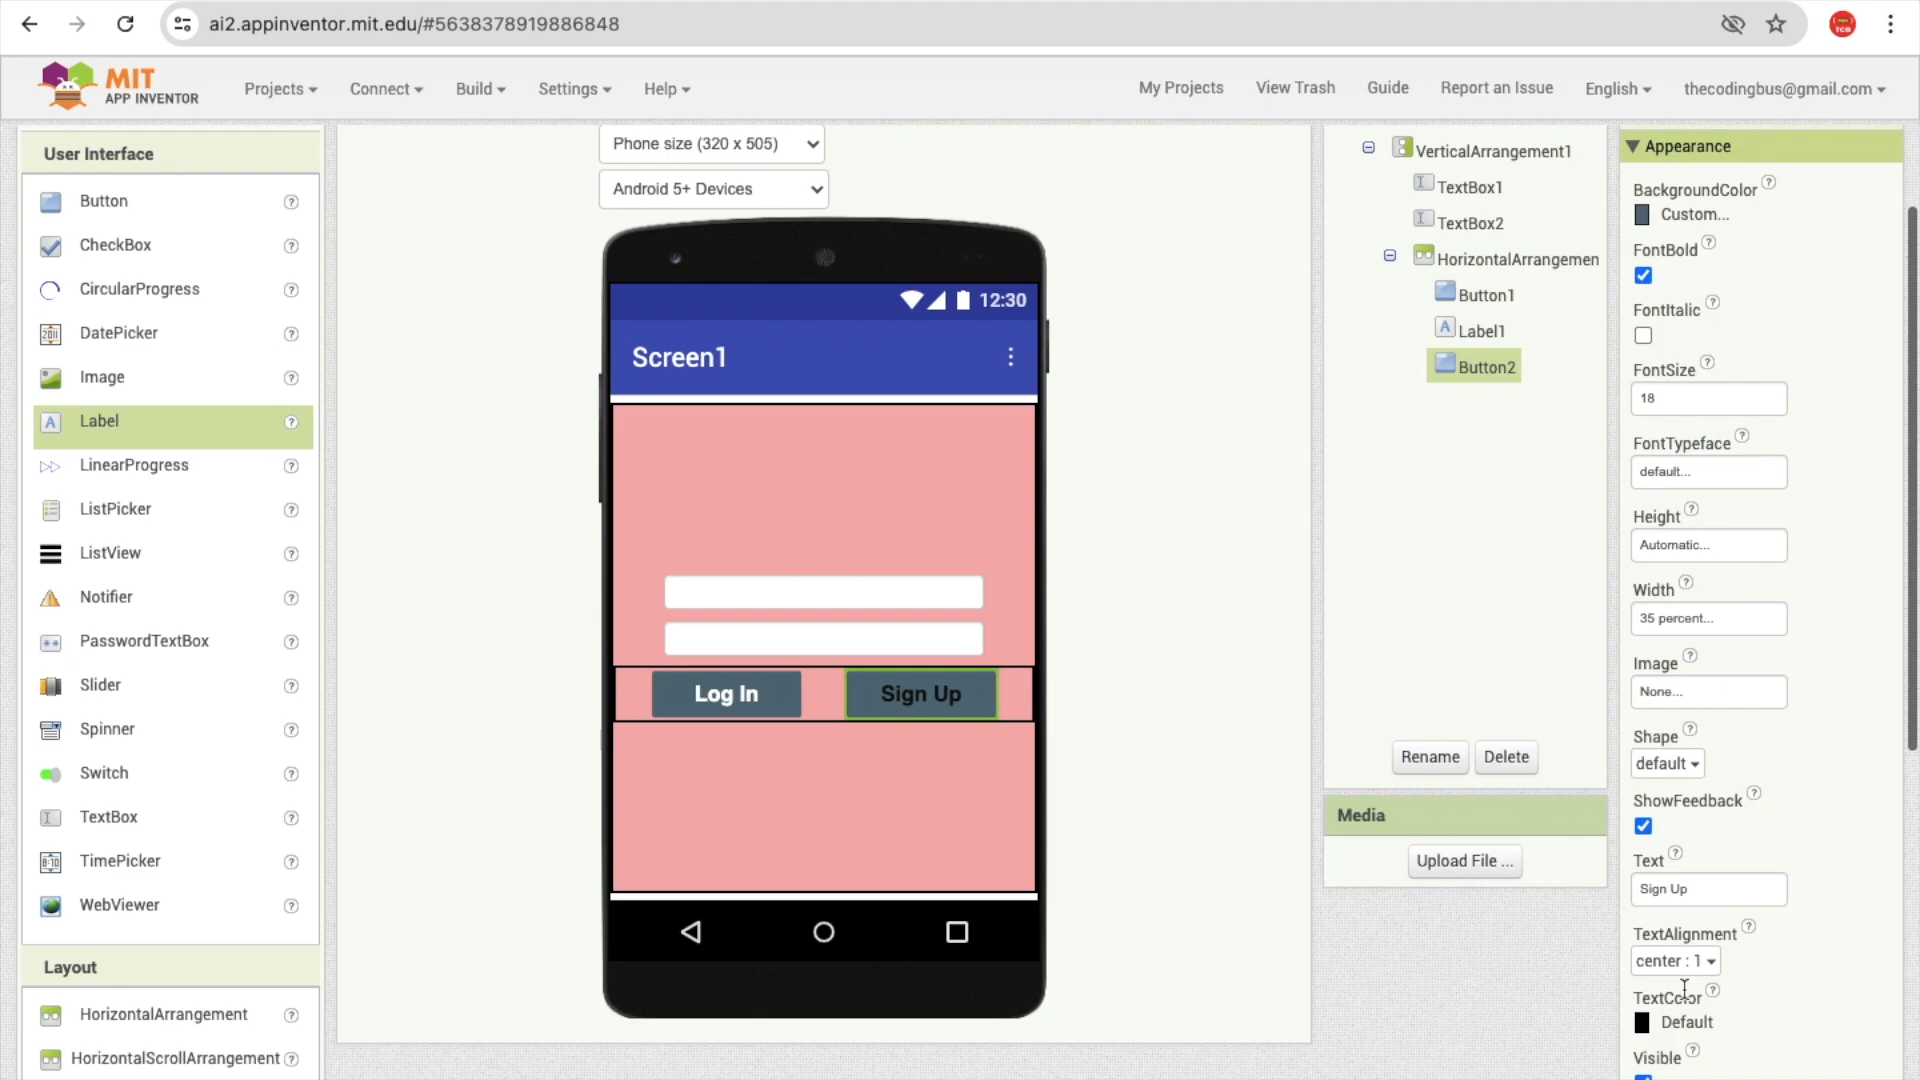 ai2.appinventor.mit.edu/#5638378919886848
MIT
APP INVENTOR
Projects
Connect
Build
Settings
Help
My Projects
View Trash
Guide
Report an Issue
English
thecodingbus@gmail.com
User Interface
Button
CheckBox
CircularProgress
DatePicker
Image
Label
LinearProgress
ListPicker
ListView
Notifier
PasswordTextBox
Slider
Spinner
Switch
TextBox
TimePicker
WebViewer
Layout
HorizontalArrangement
HorizontalScrollArrangement
Phone size (320 x 505)
Android 5+ Devices
12:30
Screen1
Log In
Sign Up
VerticalArrangement1
TextBox1
TextBox2
HorizontalArrangemen
Button1
Label1
Button2
Rename
Delete
Media
Upload File ...
Appearance
BackgroundColor
Custom...
FontBold
FontItalic
FontSize
18
FontTypeface
default...
Height
Automatic...
Width
35 percent...
Image
None...
Shape
default
ShowFeedback
Text
Sign Up
TextAlignment
center : 1
TextColor
Default
Visible